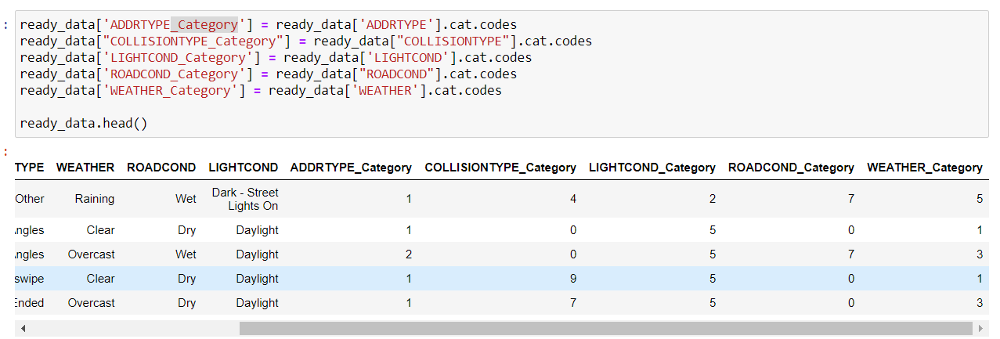 :
ready_data['ADDRTYPE_Category'] = ready_data['ADDRTYPE'].cat.codes
ready_data["COLLISIONTYPE_Category"] = ready_data["COLLISIONTYPE"].cat.codes
ready_data['LIGHTCOND_Category'] = ready_data['LIGHTCOND'].cat.codes
ready_data['ROADCOND_Category'] = ready_data["ROADCOND"].cat.codes
ready_data['WEATHER_Category'] = ready_data['WEATHER'].cat.codes
ready_data.head()
:
TYPE WEATHER ROADCOND LIGHTCOND ADDRTYPE_Category COLLISIONTYPE_Category LIGHTCOND_Category ROADCOND_Category WEATHER_Category
Other Raining Wet Dark - Street Lights On 1 4 2 7 5
ngles Clear Dry Daylight 1 0 5 0 1
ngles Overcast Wet Daylight 2 0 5 7 3
swipe Clear Dry Daylight 1 9 5 0 1
Ended Overcast Dry Daylight 1 7 5 0 3